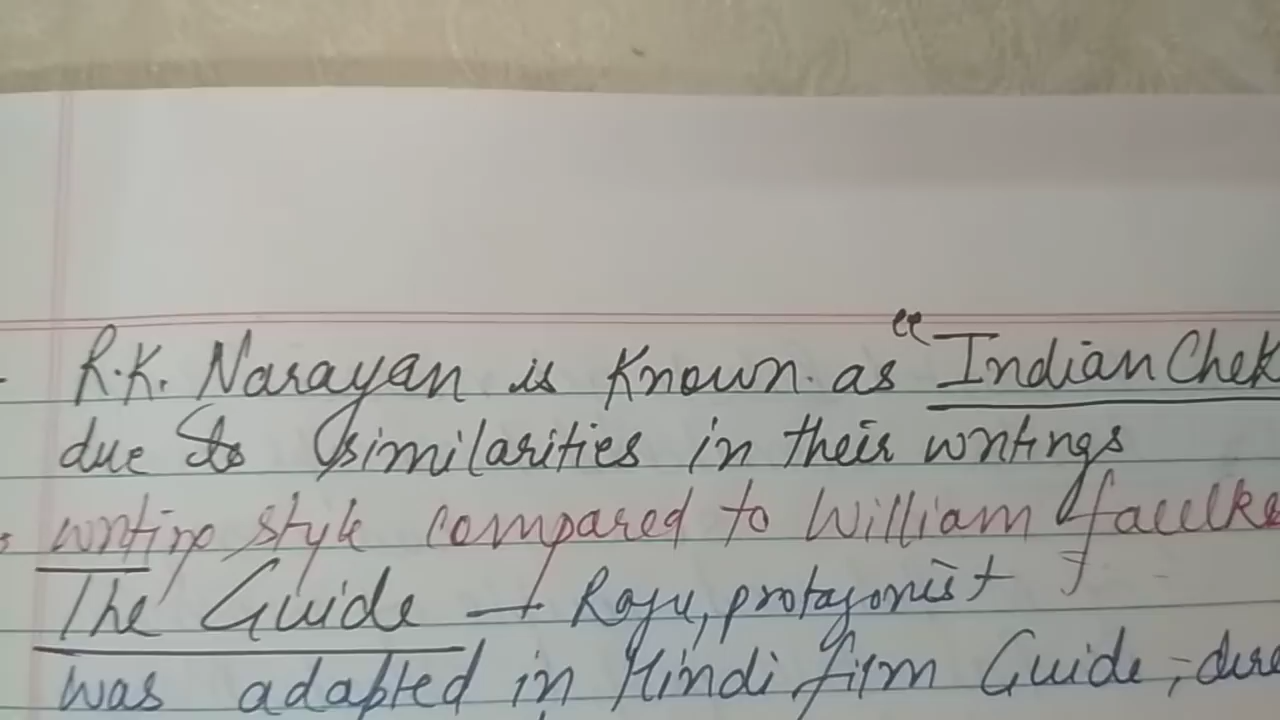 R.K. Narayan is Known as "Indian Chek
due to similarities in their writings
writing style compared to William faulk
The Guide → Raju, protagonist
was adapted in Hindi film Guide, dire